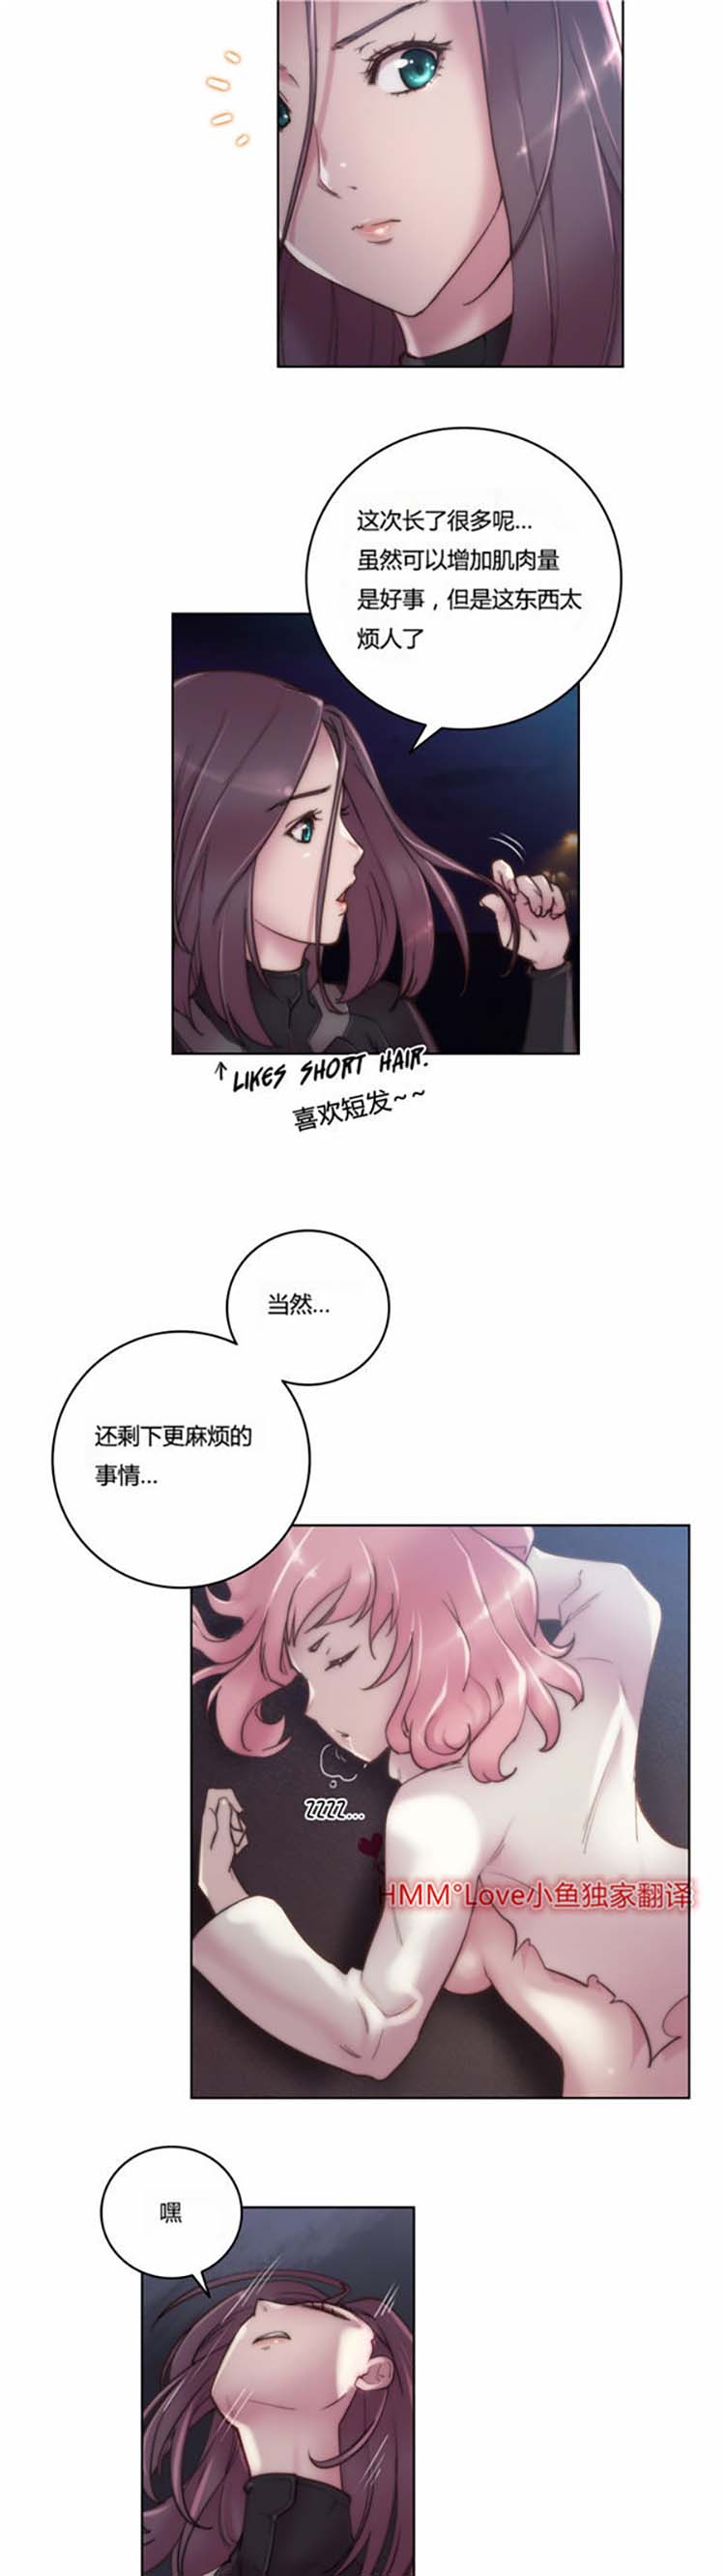 这次长了很多呢...
虽然可以增加肌肉量
是好事，但是这东西太
烦人了
↑LIKES SHORT HAIR.
喜欢短发~~
当然...
还剩下更麻烦的
事情...
zzzz...
HMM°Love小鱼独家翻译
嘿